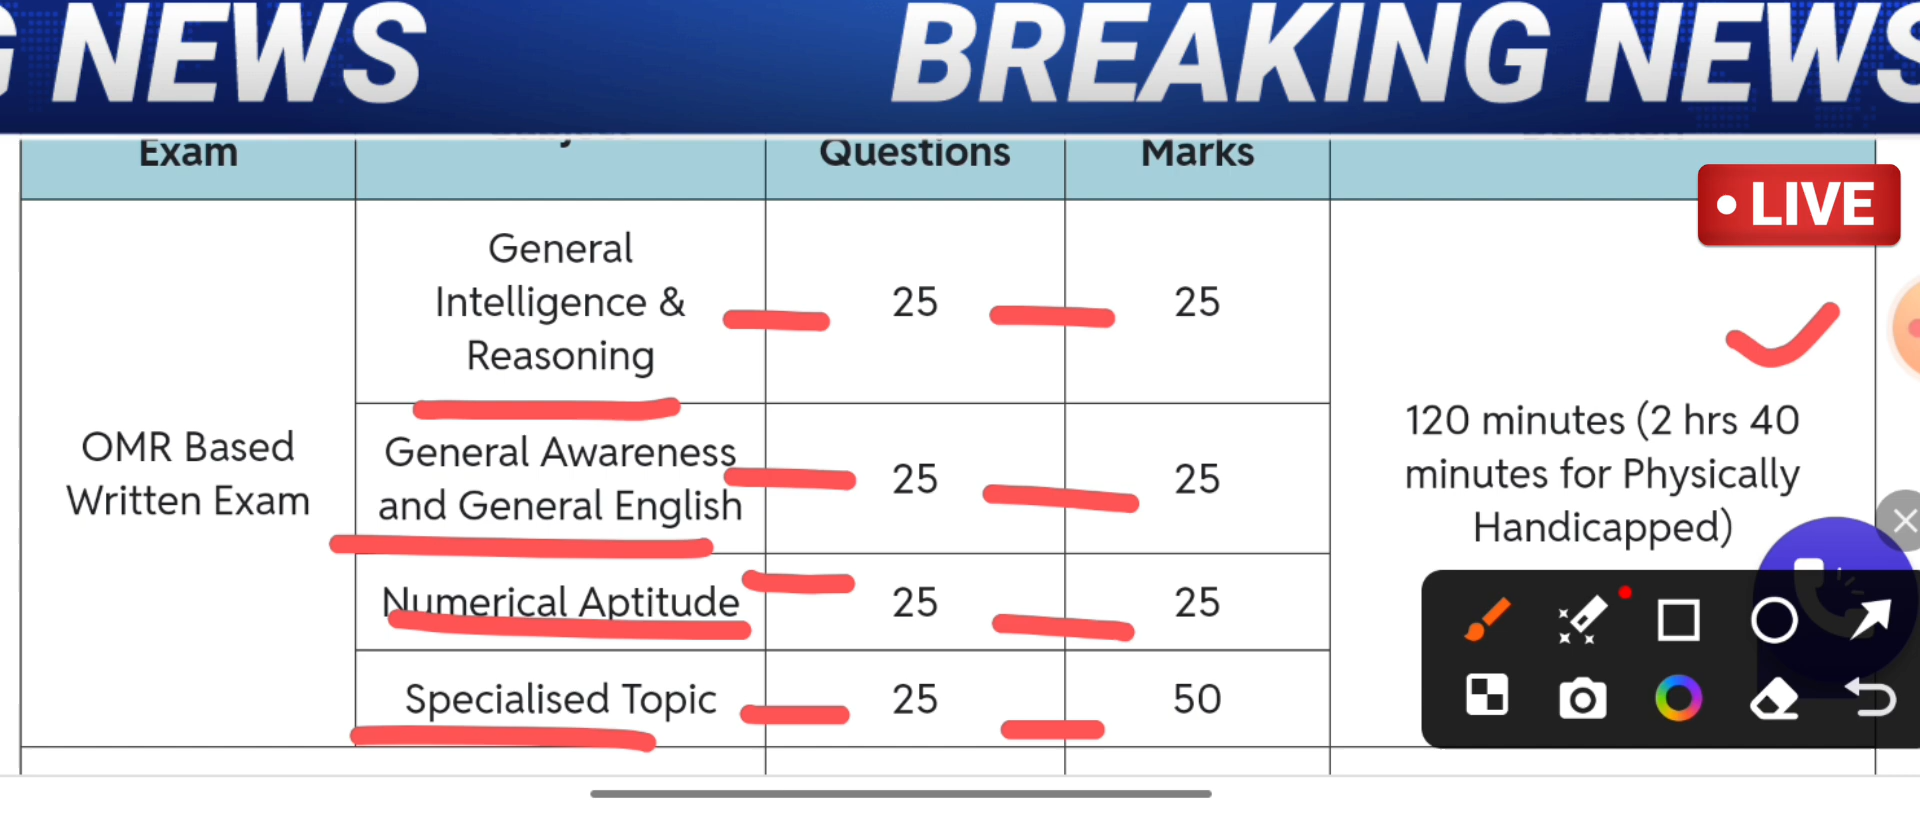 NEWS
BREAKING NEWS
Exam
Questions
Marks
LIVE
General
Intelligence &
Reasoning
25
25
General Awareness
and General English
25
25
Numerical Aptitude
25
25
Specialised Topic
25
50
OMR Based
Written Exam
120 minutes (2 hrs 40
minutes for Physically
Handicapped)